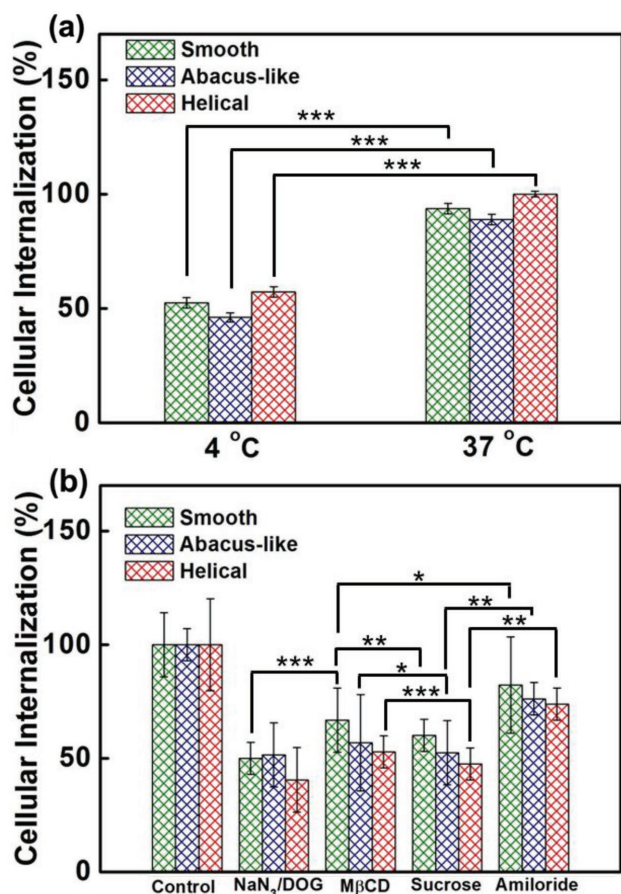 (a)
Smooth
Abacus-like
Helical
Cellular Internalization (%)
150
100
50
0
***
***
***
4 °C
37 °C
(b)
Smooth
Abacus-like
Helical
Cellular Internalization (%)
150
100
50
0
*
**
**
**
***
*
***
Control NaN₃/DOG MβCD Sucrose Amiloride